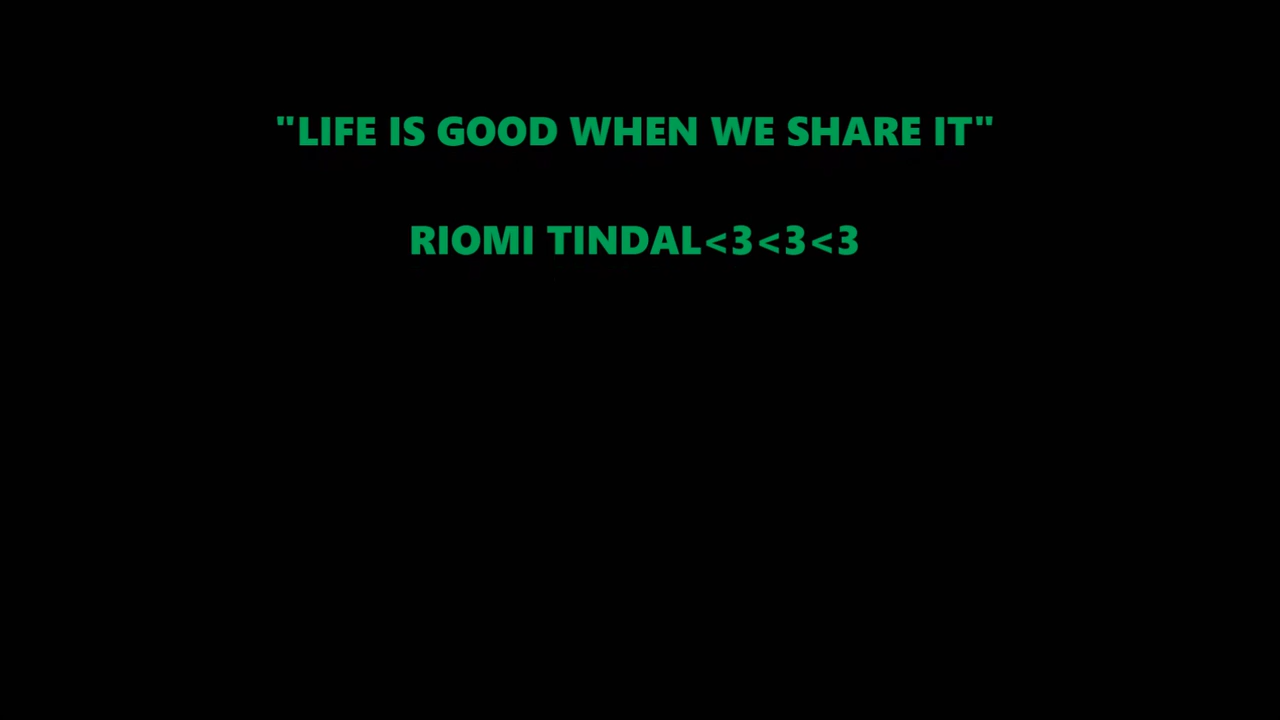 "LIFE IS GOOD WHEN WE SHARE IT"
RIOMI TINDAL<3<3<3